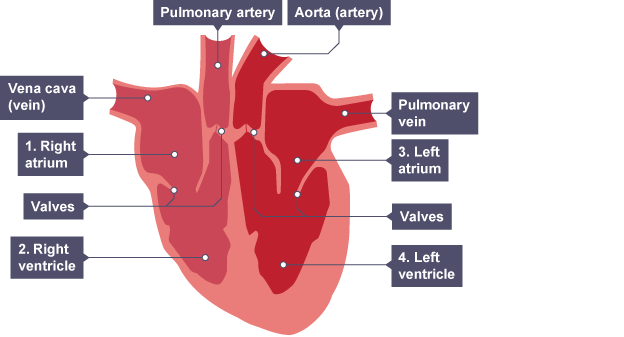 Pulmonary artery
Aorta (artery)
Vena cava
(vein)
Pulmonary
vein
1. Right
atrium
3. Left
atrium
Valves
Valves
2. Right
ventricle
4. Left
ventricle